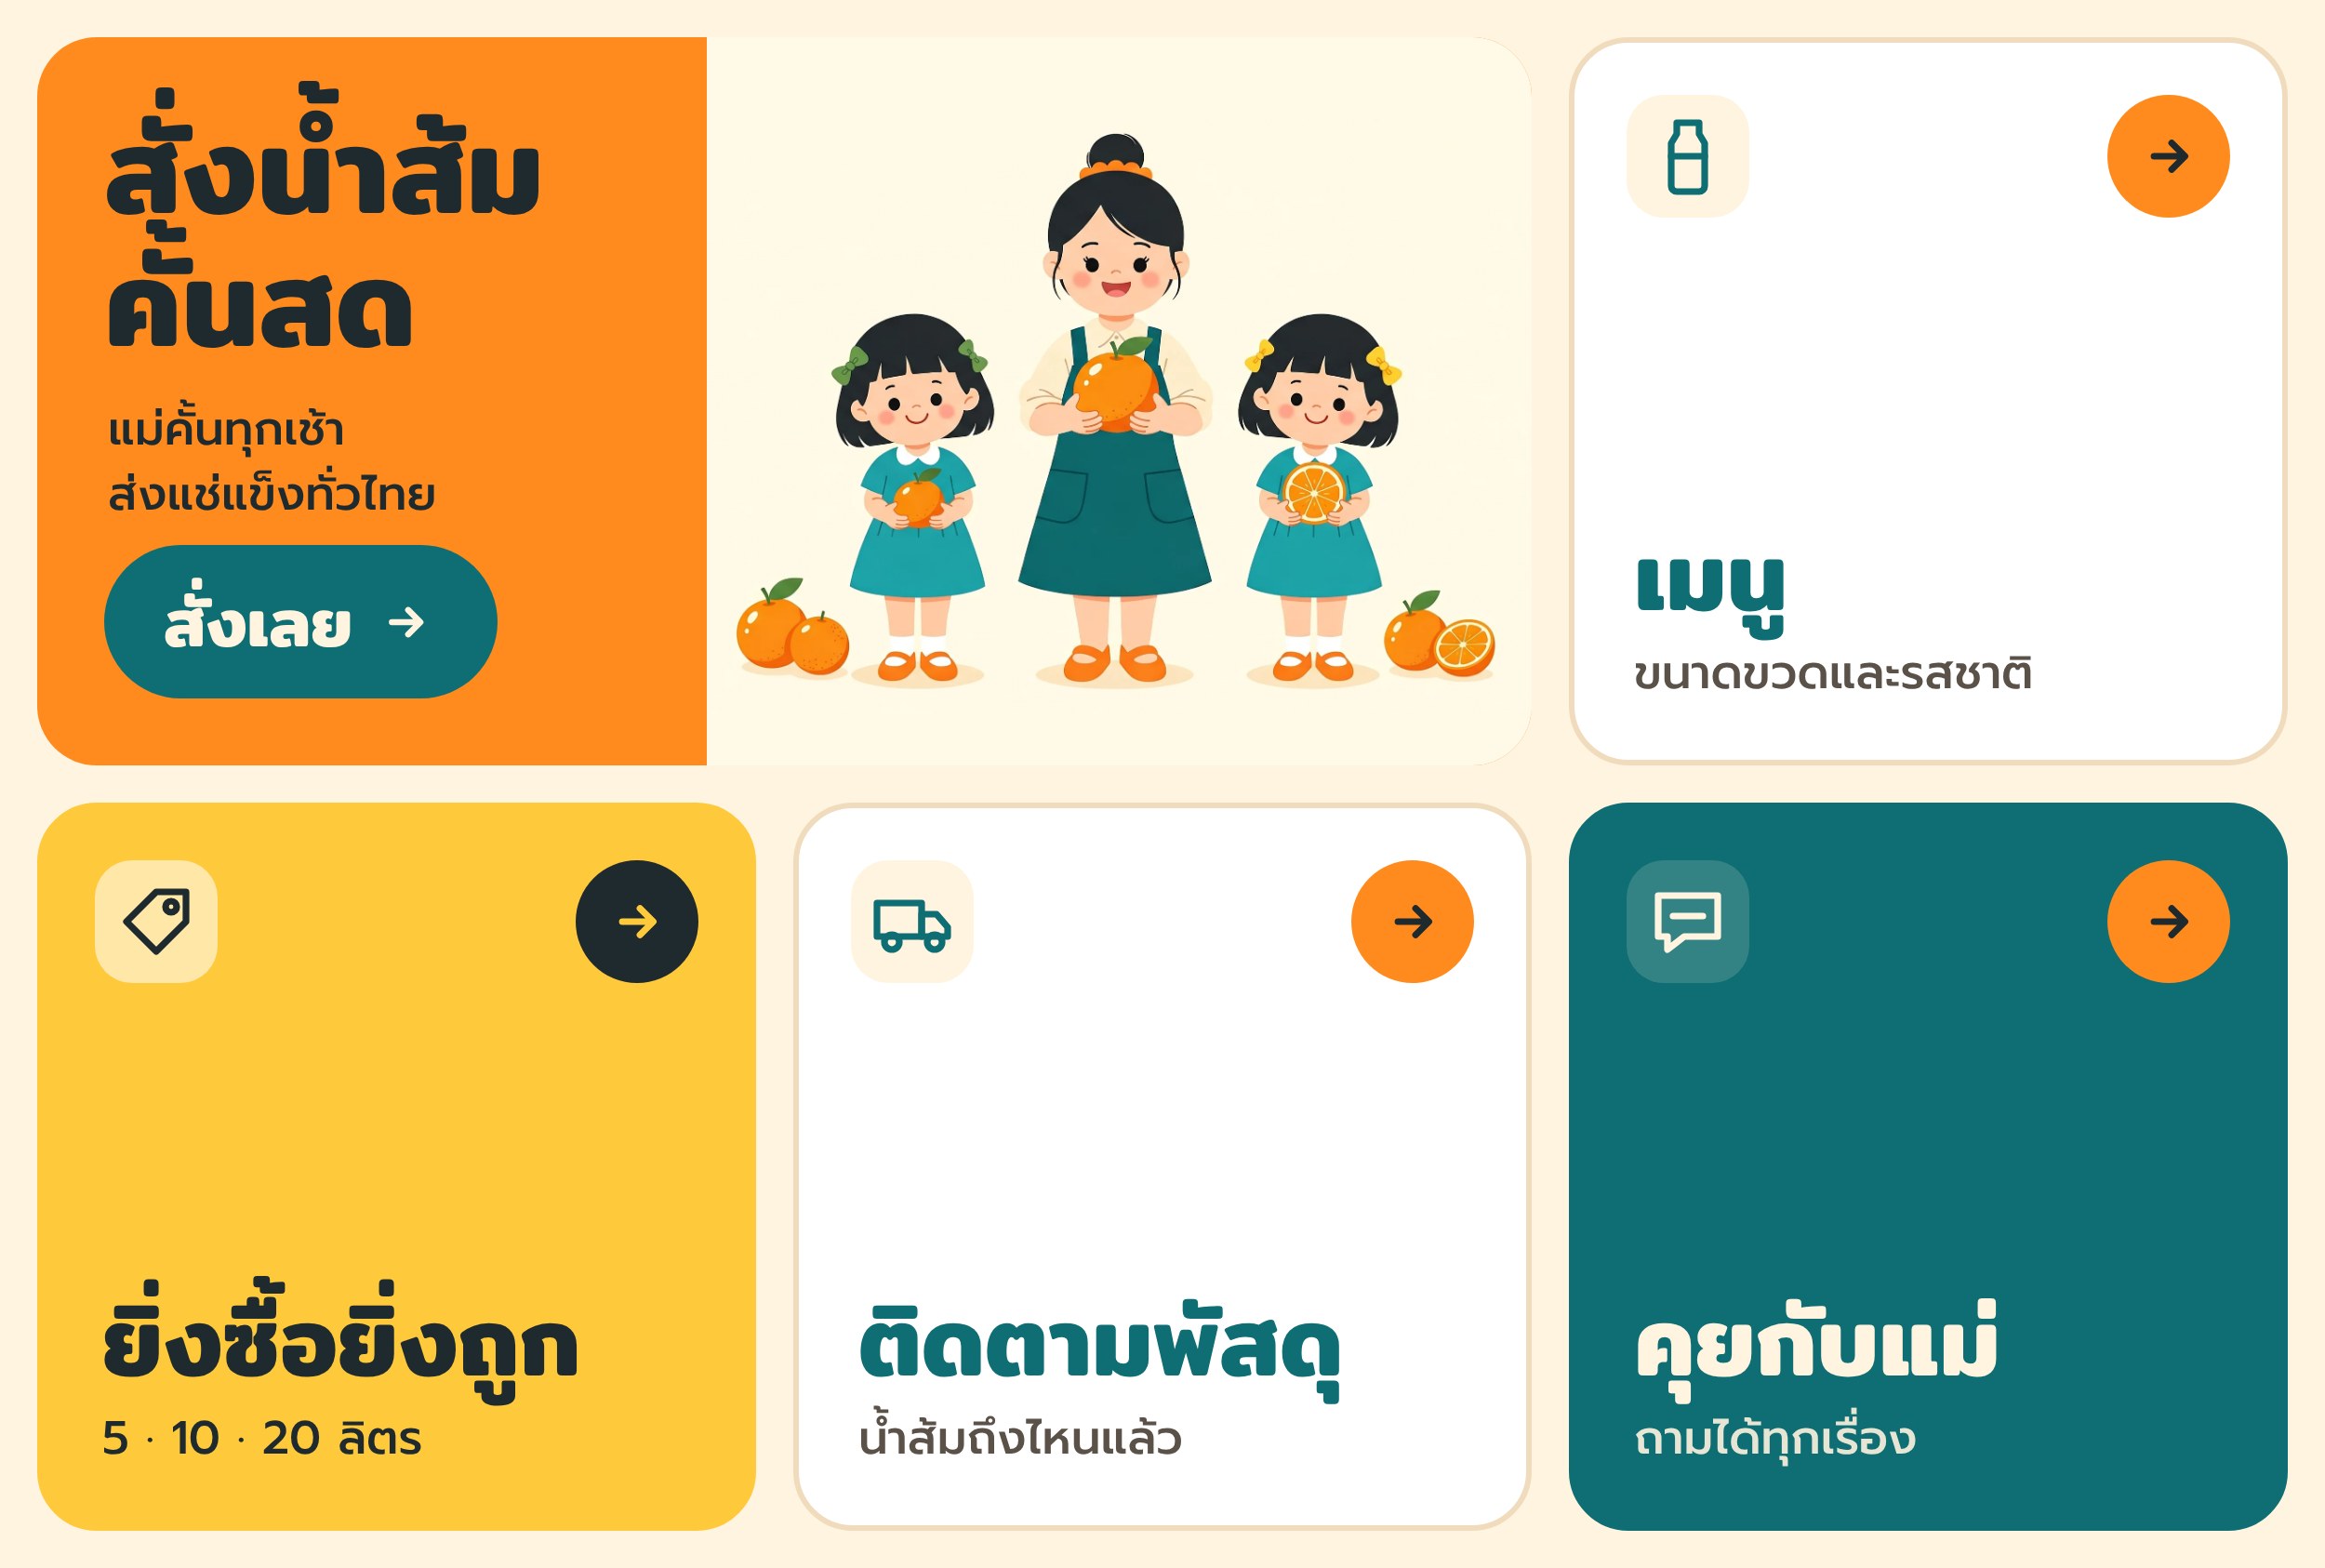 สั่งน้ำส้ม
คั้นสด
แม่คั้นทุกเช้า
ส่งแช่แข็งทั่วไทย
สั่งเลย
เมนู
ขนาดขวดและรสชาติ
ยิ่งซื้อยิ่งถูก
5 · 10 · 20 ลิตร
ติดตามพัสดุ
น้ำส้มถึงไหนแล้ว
คุยกับแม่
ถามได้ทุกเรื่อง